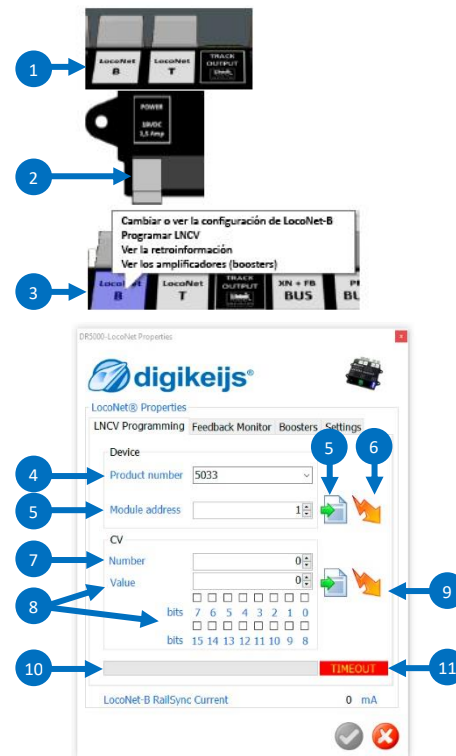 LocoNet B LocoNet T TRACK OUTPUT
1
POWER
19VDC
3,5 Amp
2
Cambiar o ver la configuración de LocoNet-B
Programar LNCV
Ver la retroinformación
Ver los amplificadores (boosters)
3
LocoNet B LocoNet T TRACK OUTPUT XN + FB BUS
DR5000-LocoNet Properties
x
digikeijs®
LocoNet® Properties
LNCV Programming Feedback Monitor Boosters Settings
Device
5 6
4 Product number 5033
5 Module address 1
CV
7 Number 0
8 Value 0 9
bits 7 6 5 4 3 2 1 0
bits 15 14 13 12 11 10 9 8
10 TIMEOUT 11
LocoNet-B RailSync Current 0 mA